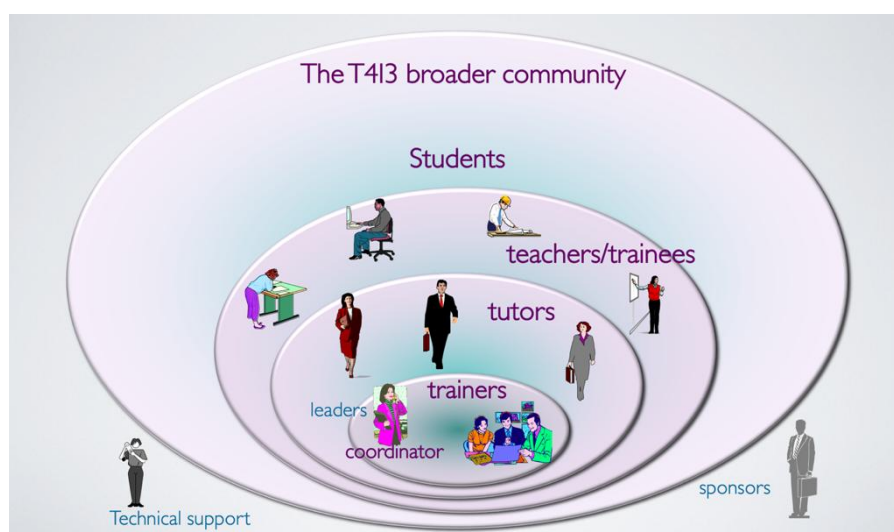 The T4I3 broader community
Students
teachers/trainees
tutors
trainers
leaders
coordinator
sponsors
Technical support